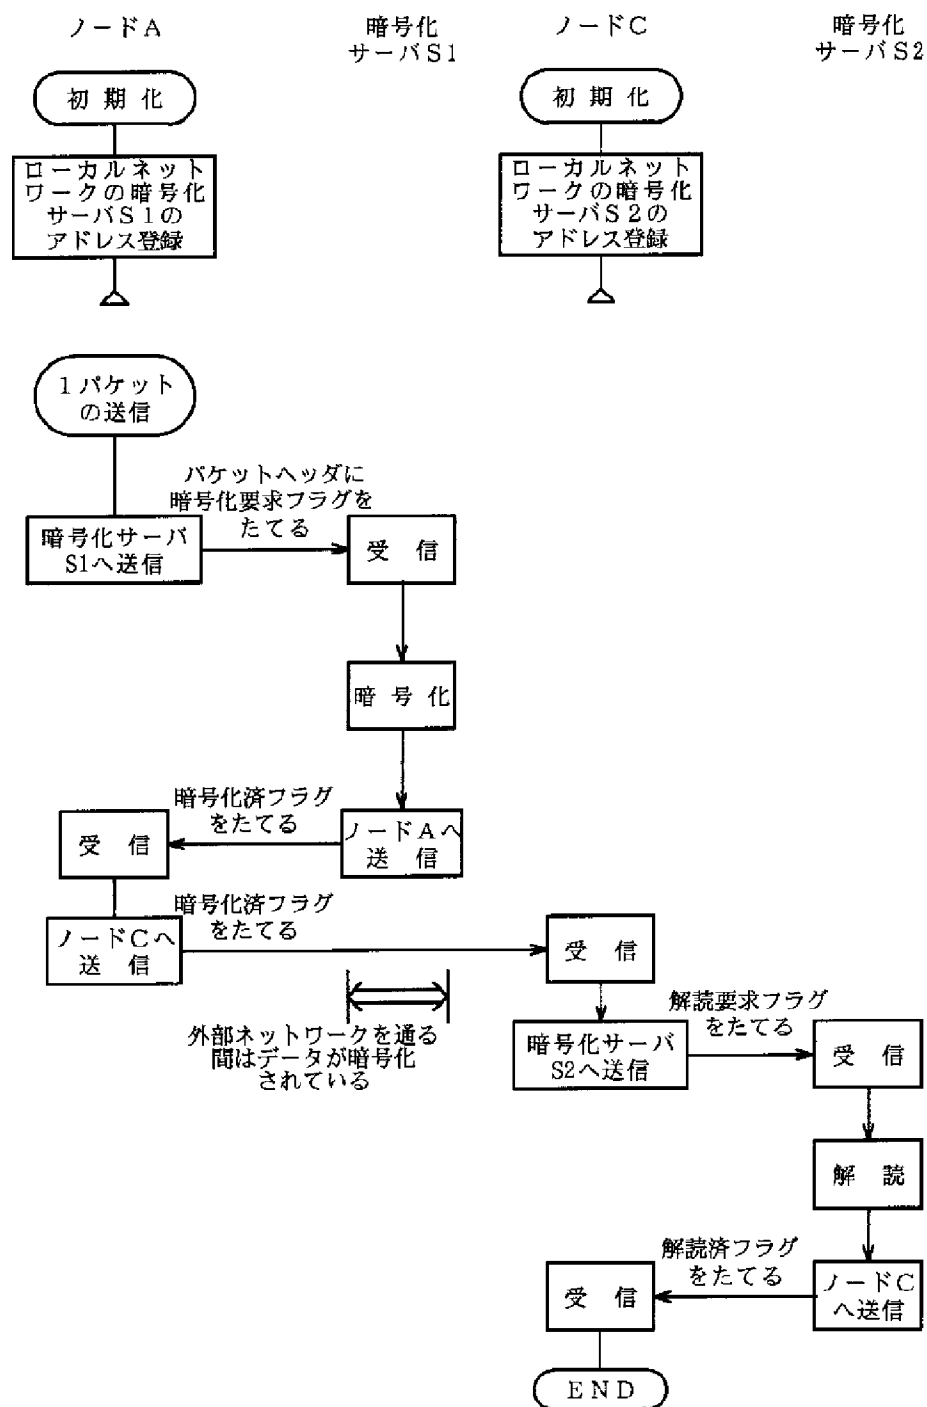 ノードA
暗号化
サーバS1
ノードC
暗号化
サーバS2
初期化
初期化
ローカルネット
ワークの暗号化
サーバS1の
アドレス登録
ローカルネット
ワークの暗号化
サーバS2の
アドレス登録
1パケット
の送信
パケットヘッダに
暗号化要求フラグを
たてる
暗号化サーバ
S1へ送信
受信
暗号化
暗号化済フラグ
をたてる
受信
ノードAへ
送信
暗号化済フラグ
をたてる
ノードCへ
送信
受信
外部ネットワークを通る
間はデータが暗号化
されている
解読要求フラグ
をたてる
暗号化サーバ
S2へ送信
受信
解読
解読済フラグ
をたてる
受信
ノードC
へ送信
END